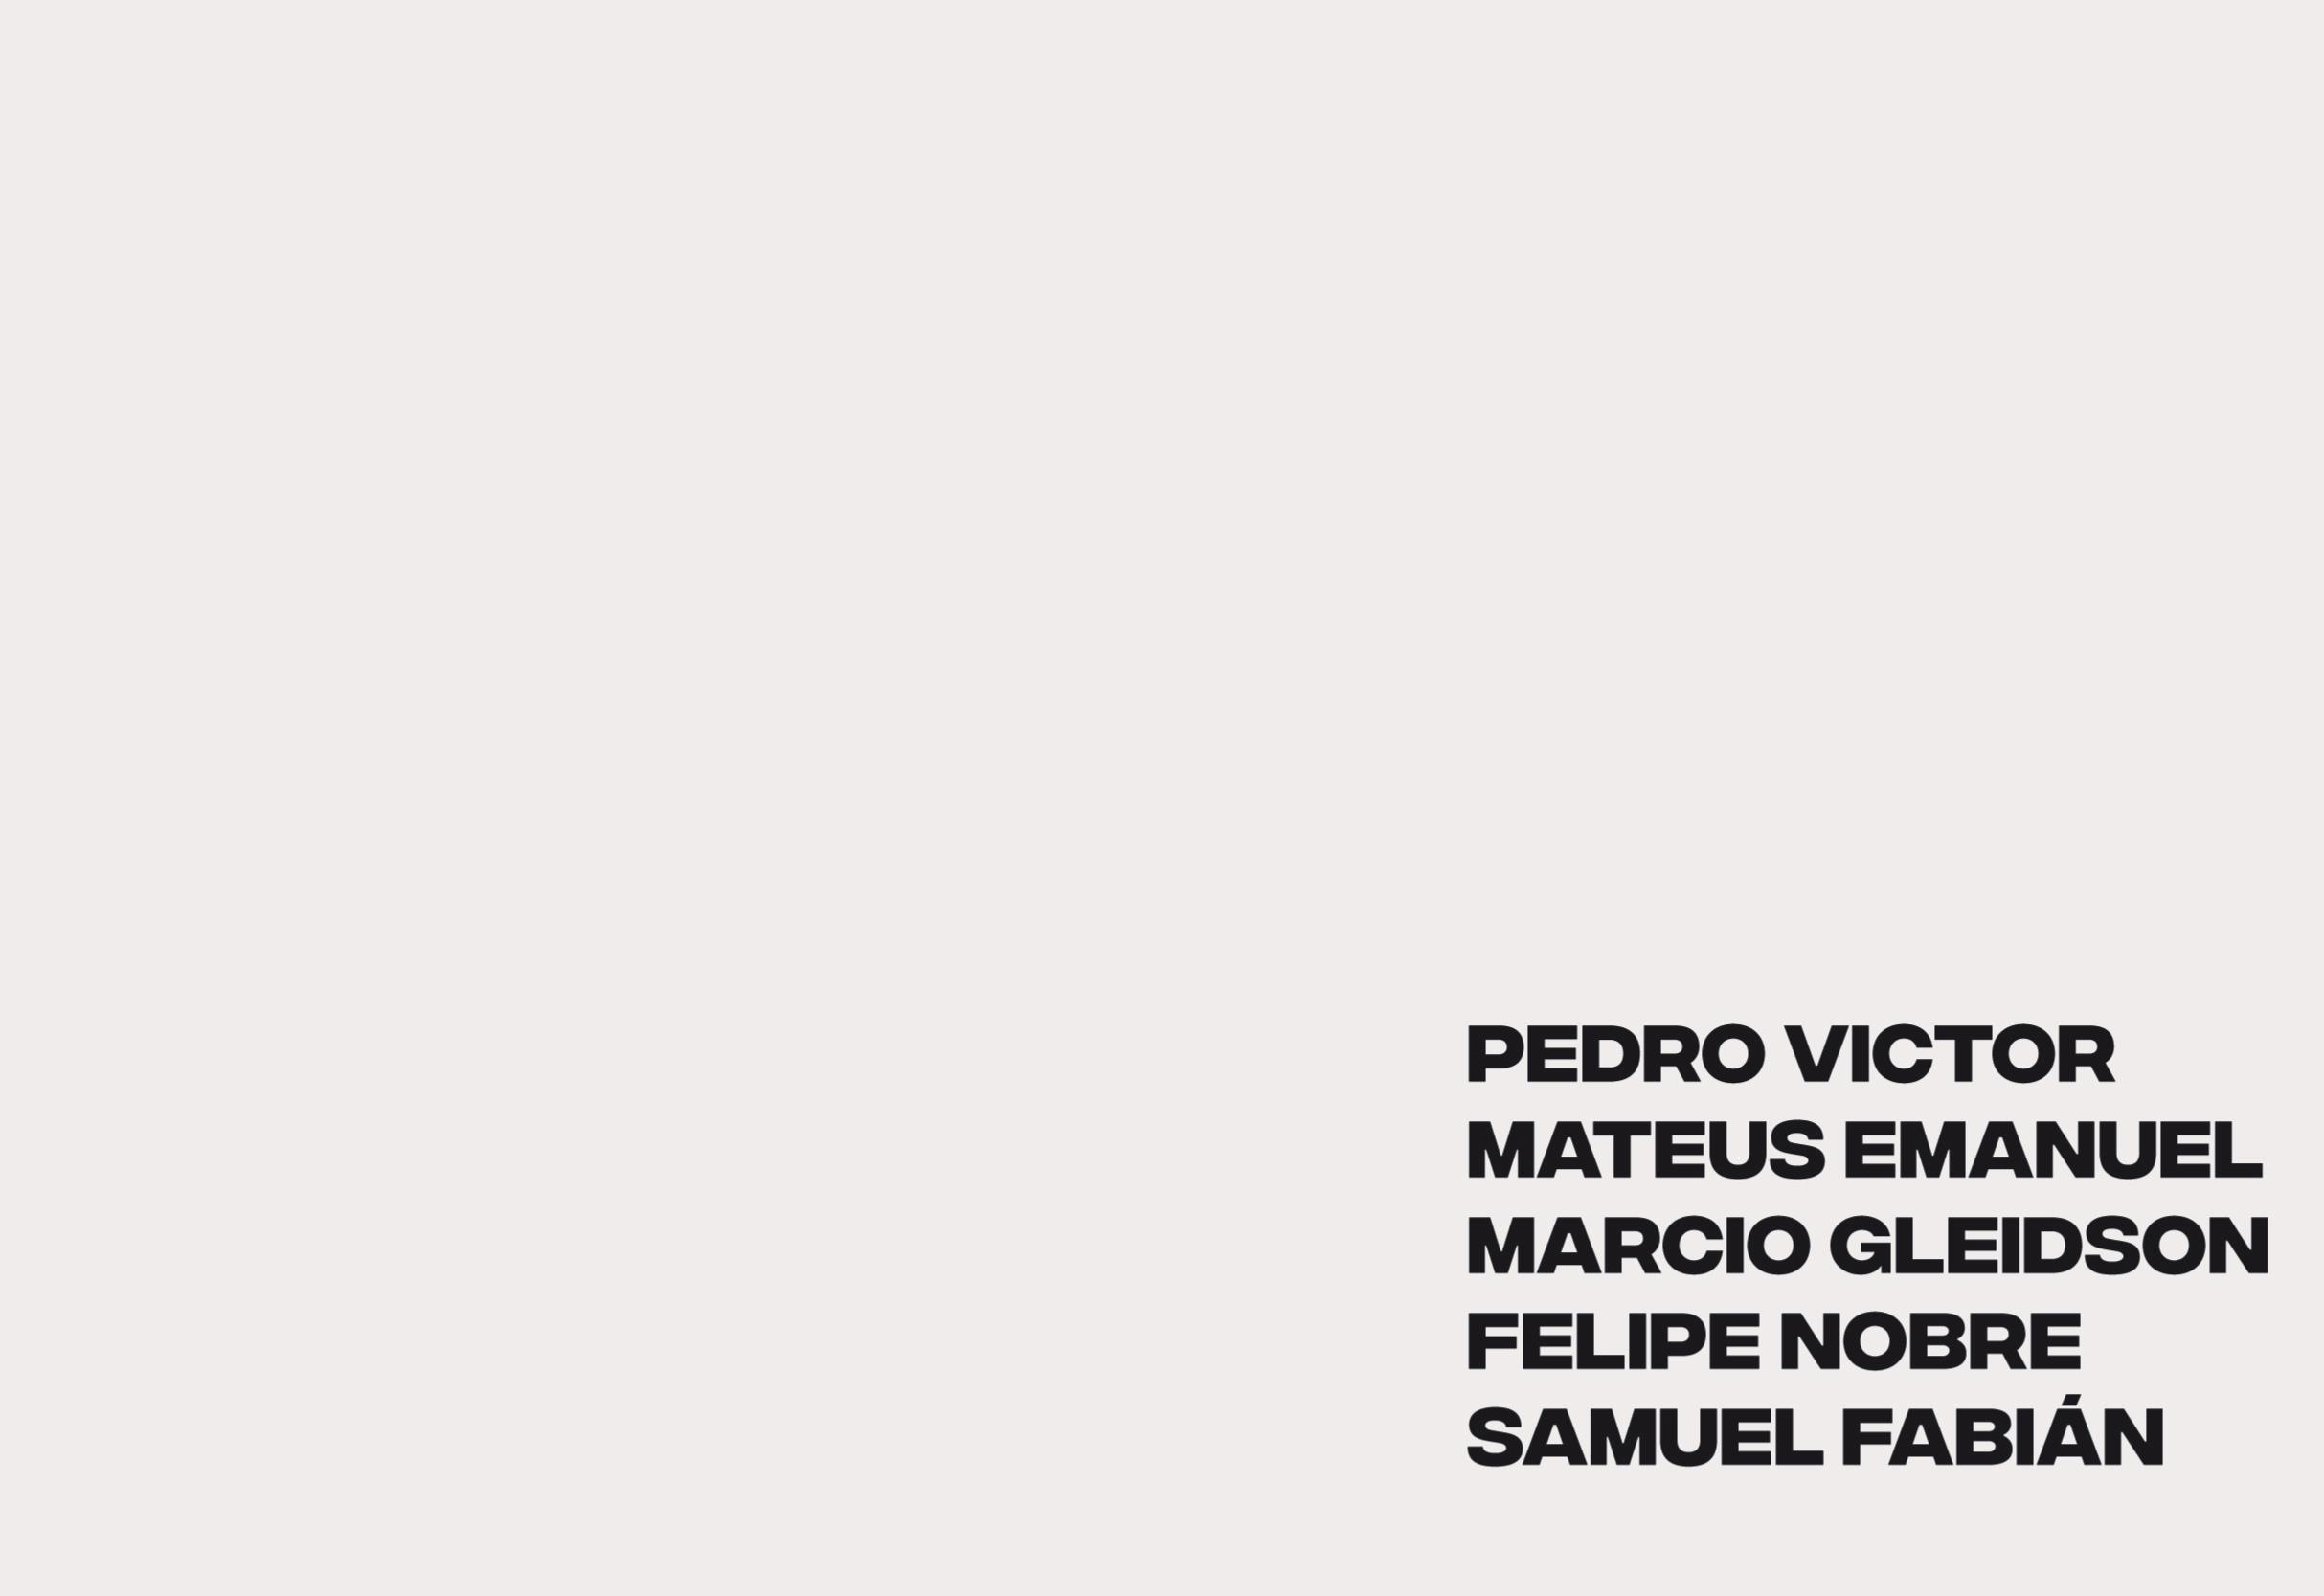 PEDRO VICTOR
MATEUS EMANUEL
MARCIO GLEIDSON
FELIPE NOBRE
SAMUEL FABIÁN